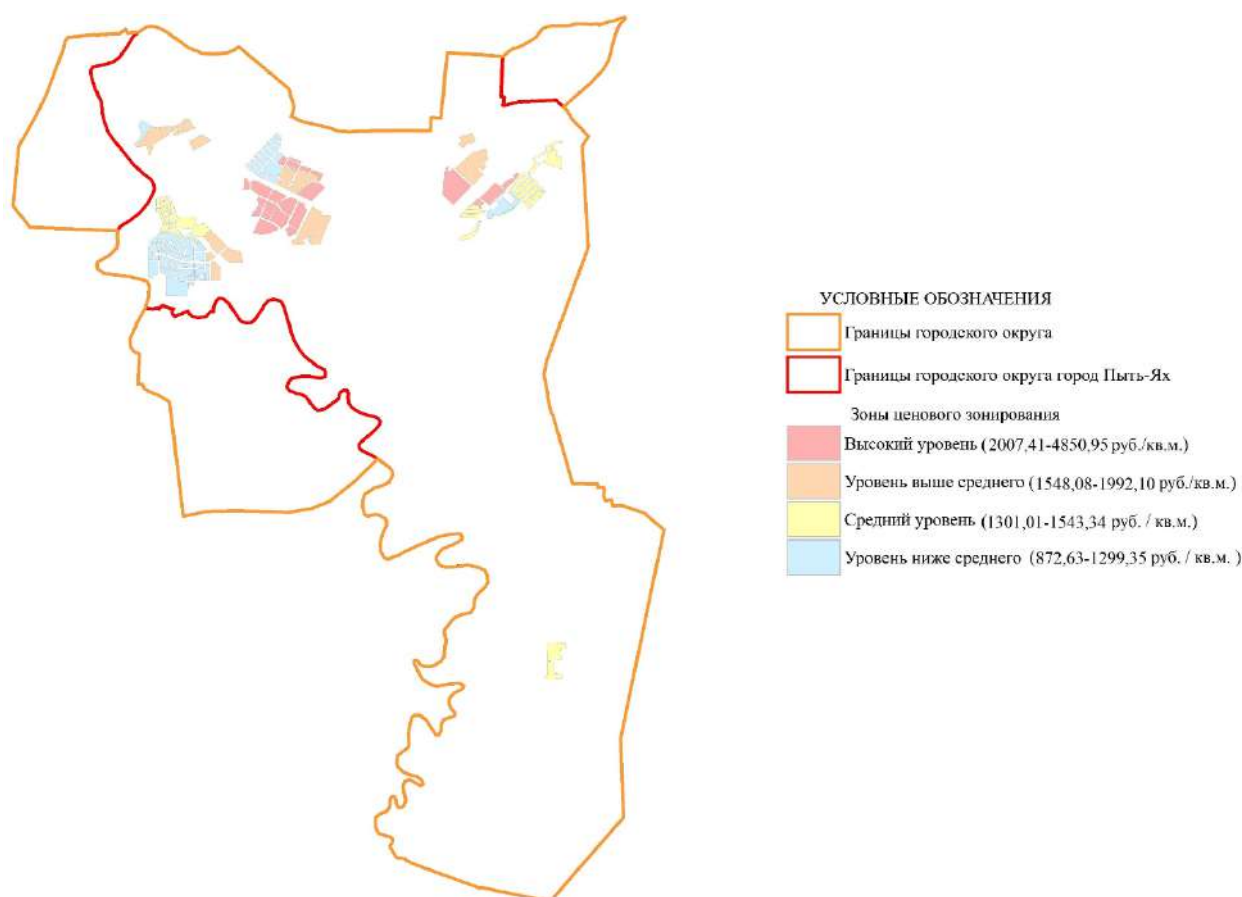 УСЛОВНЫЕ ОБОЗНАЧЕНИЯ
Границы городского округа
Границы городского округа город Пыть-Ях
Зоны ценового зонирования
Высокий уровень (2007,41-4850,95 руб./кв.м.)
Уровень выше среднего (1548,08-1992,10 руб./кв.м.)
Средний уровень (1301,01-1543,34 руб. / кв.м.)
Уровень ниже среднего (872,63-1299,35 руб. / кв.м. )